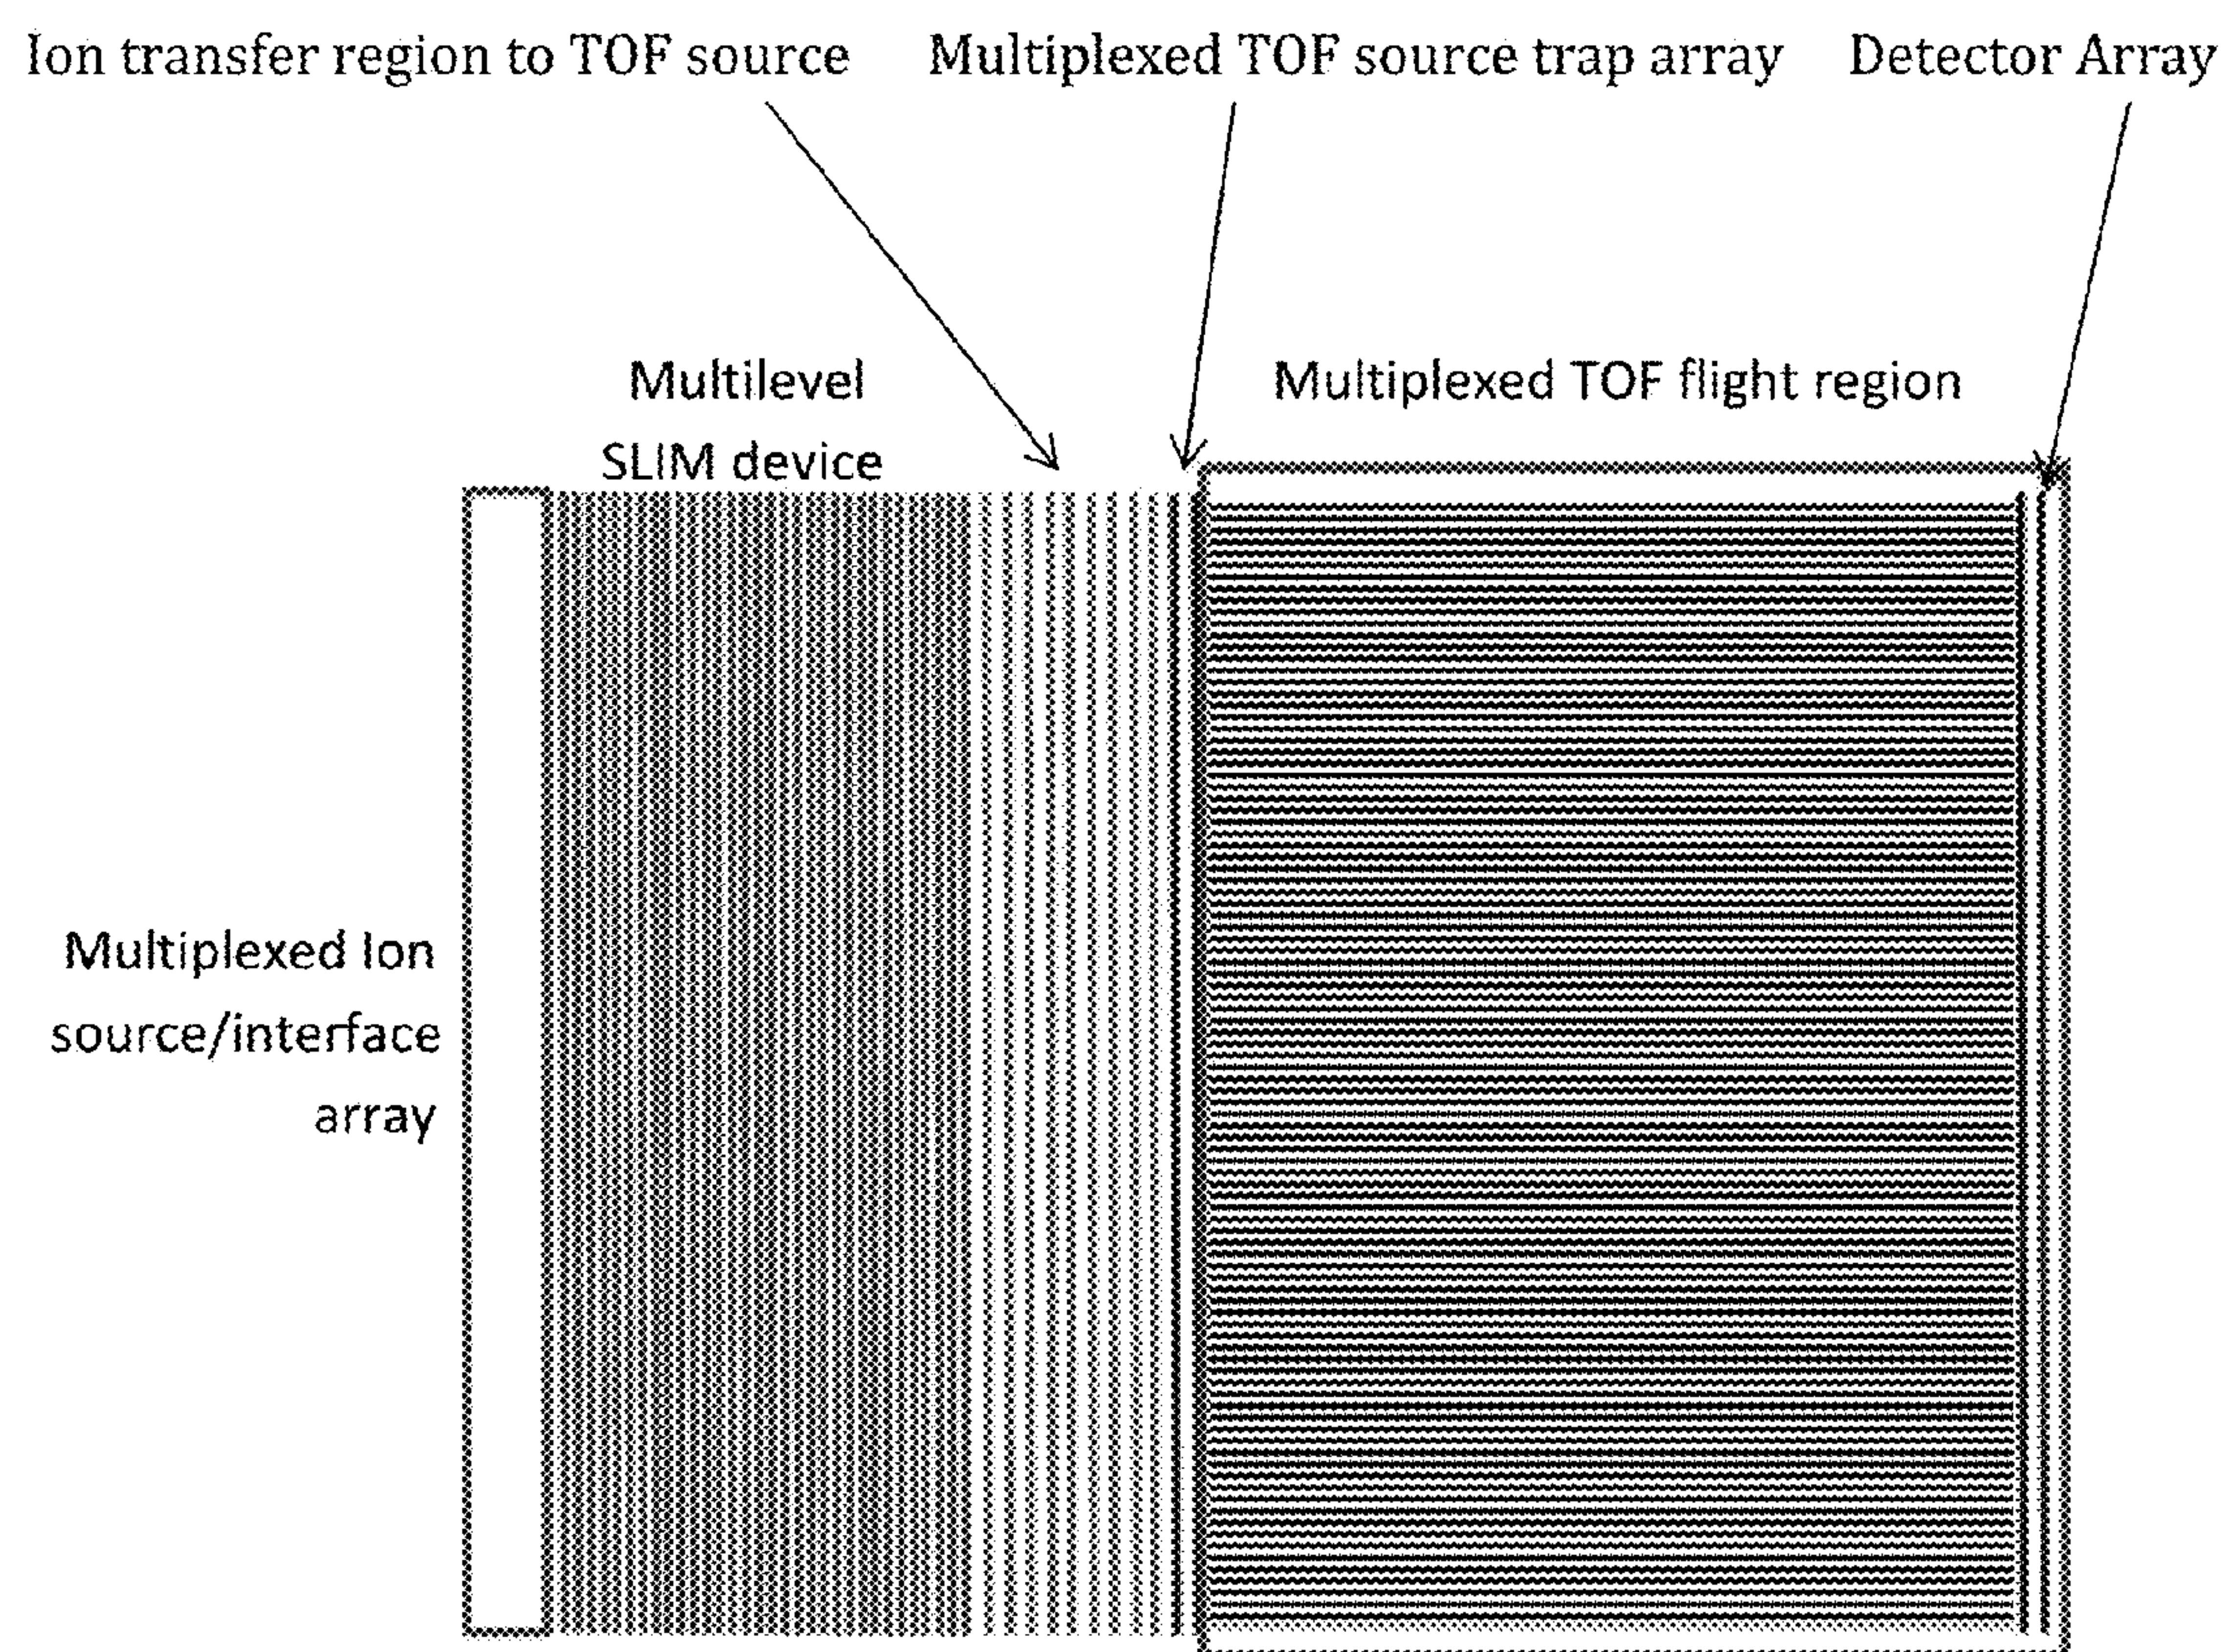 Ion transfer region to TOF source
Multiplexed TOF source trap array
Detector Array
Multilevel
SLIM device
Multiplexed TOF flight region
Multiplexed Ion
source/interface
array